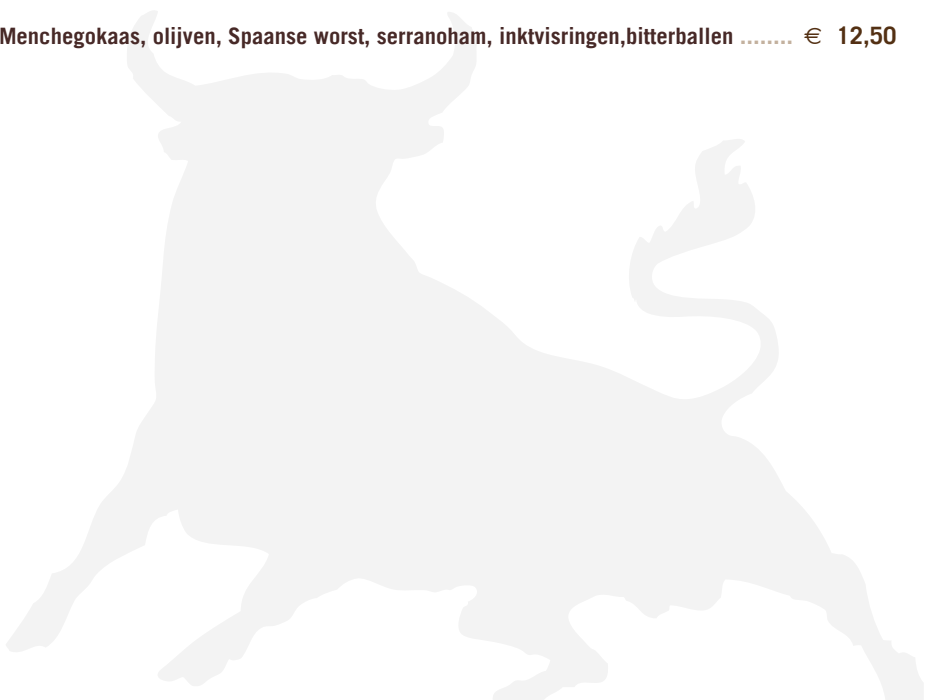 Menchegokaas, olijven, Spaanse worst, serranoham, inktvisringen,bitterballen ........ € 12,50